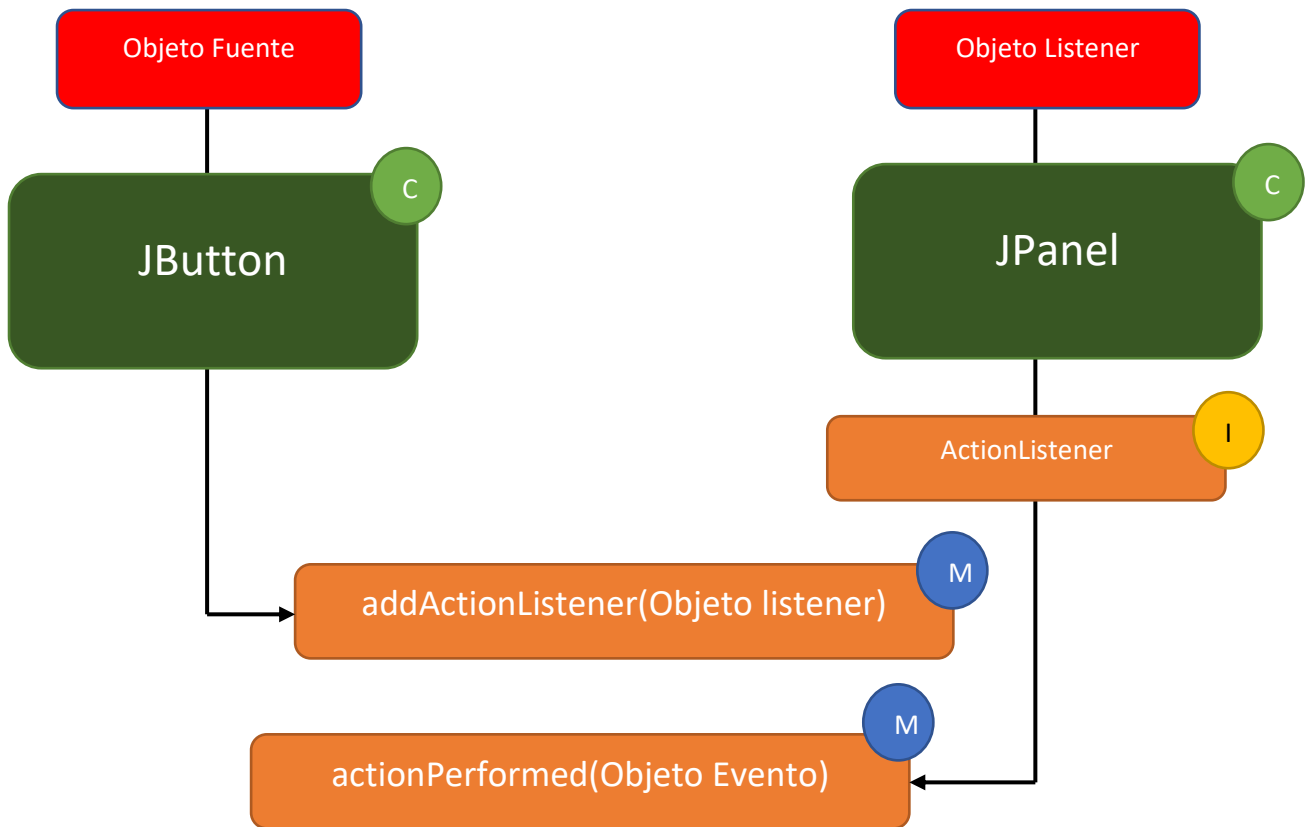 Objeto Fuente
Objeto Listener
C
JButton
C
JPanel
I
ActionListener
M
addActionListener(Objeto listener)
M
actionPerformed(Objeto Evento)